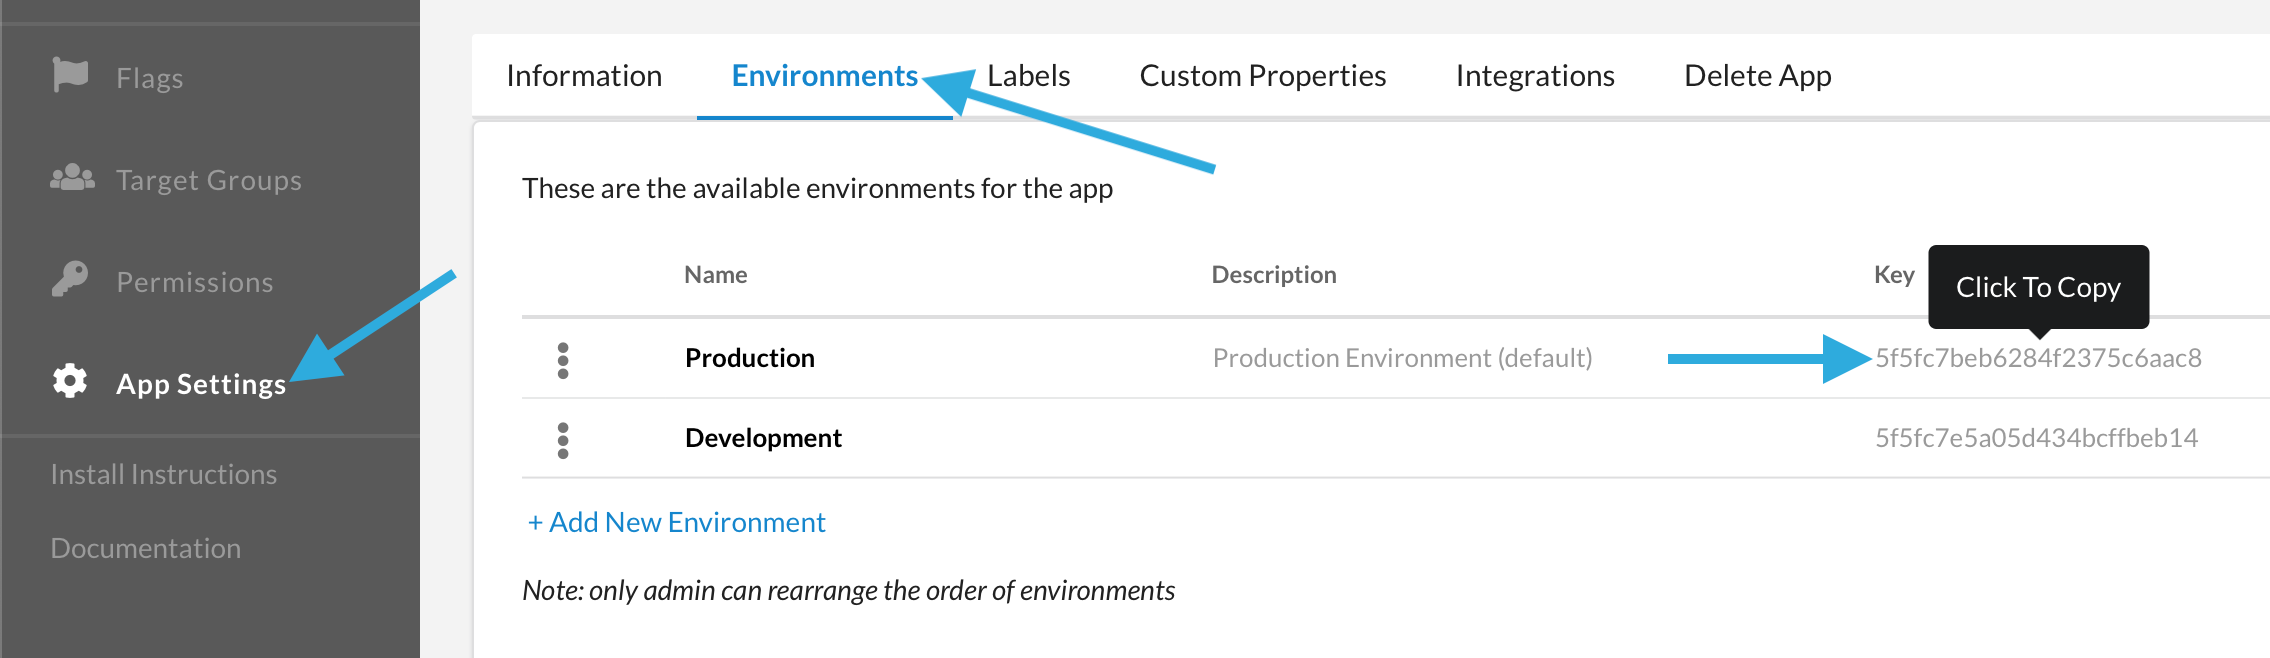 Flags
Target Groups
Permissions
App Settings
Install Instructions
Documentation
Information Environments Labels Custom Properties Integrations Delete App
These are the available environments for the app
Name Description Key
Click To Copy
Production Production Environment (default) 5f5fc7beb6284f2375c6aac8
Development 5f5fc7e5a05d434bcffbeb14
+ Add New Environment
Note: only admin can rearrange the order of environments